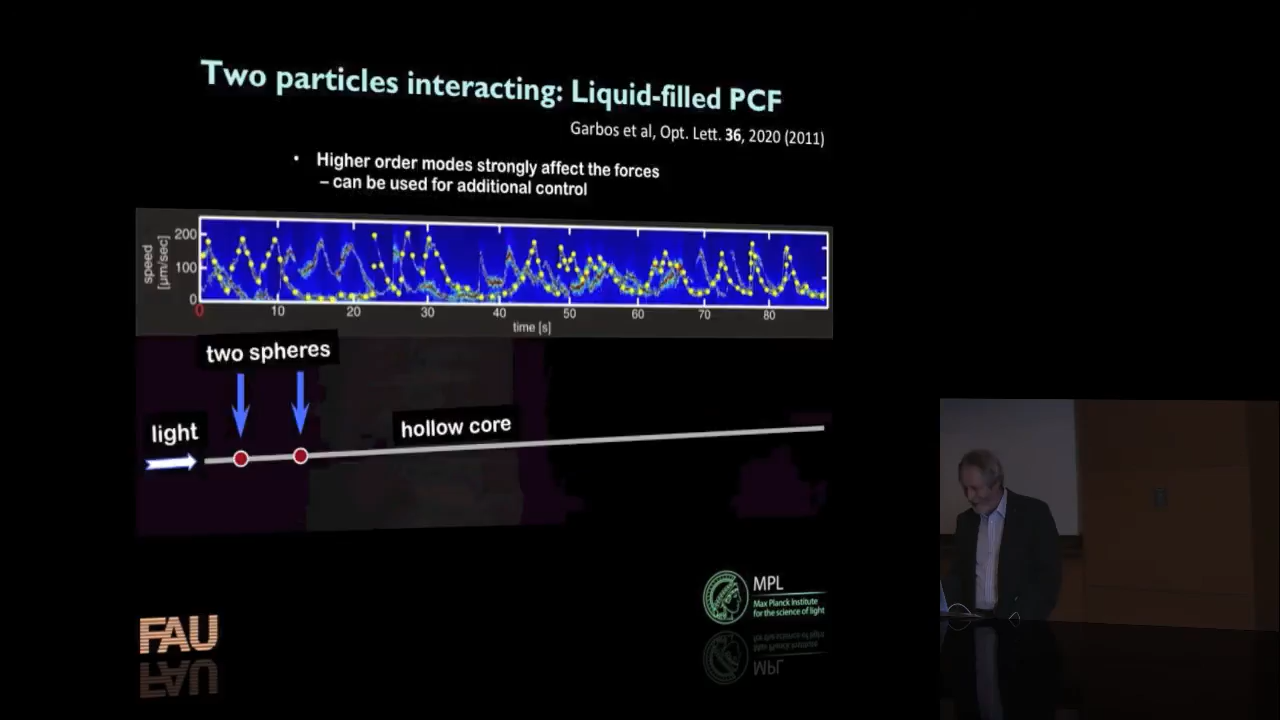 Two particles interacting: Liquid-filled PCF
Garbos et al, Opt. Lett. 36, 2020 (2011)
• Higher order modes strongly affect the forces
– can be used for additional control
speed
[μm/sec]
200
100
0
0 10 20 30 40 50 60 70 80
time [s]
two spheres
light
hollow core
MPL
Max Planck Institute
for the science of light
FAU